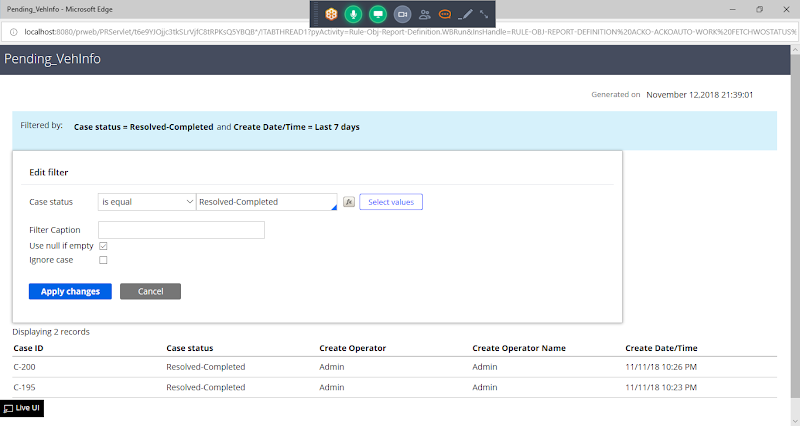 Pending_VehInfo - Microsoft Edge
localhost:8080/prweb/PRServlet/t6e9YJOjjc3tkSLrVjfC8tRPKsQ5YBQB*/!TABTHREAD1?pyActivity=Rule-Obj-Report-Definition.WBRun&InsHandle=RULE-OBJ-REPORT-DEFINITION%20ACKO-ACKOAUTO-WORK%20FETCHWOSTATUS%
Pending_VehInfo
Generated on November 12,2018 21:39:01
Filtered by: Case status = Resolved-Completed and Create Date/Time = Last 7 days
Edit filter
Case status is equal Resolved-Completed fx Select values
Filter Caption
Use null if empty
Ignore case
Apply changes Cancel
Displaying 2 records
Case ID Case status Create Operator Create Operator Name Create Date/Time
C-200 Resolved-Completed Admin Admin 11/11/18 10:26 PM
C-195 Resolved-Completed Admin Admin 11/11/18 10:23 PM
Live UI